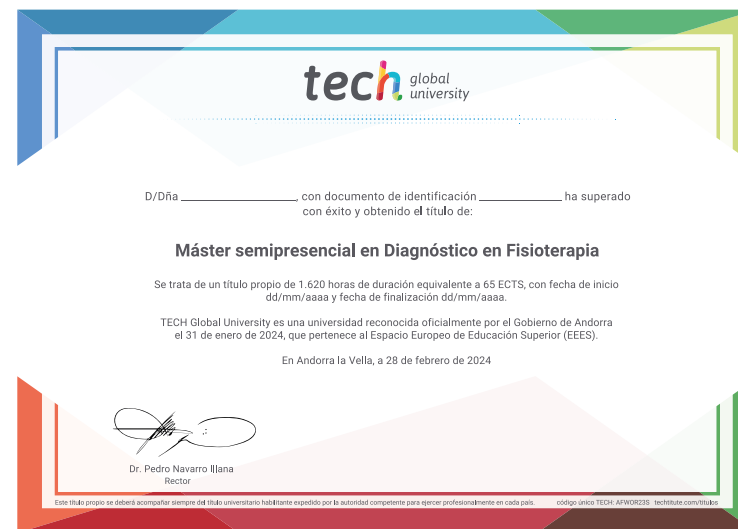 tech global
university
D/Dña ______________, con documento de identificación ____________ ha superado
con éxito y obtenido el título de:
Máster semipresencial en Diagnóstico en Fisioterapia
Se trata de un título propio de 1.620 horas de duración equivalente a 65 ECTS, con fecha de inicio
dd/mm/aaaa y fecha de finalización dd/mm/aaaa.
TECH Global University es una universidad reconocida oficialmente por el Gobierno de Andorra
el 31 de enero de 2024, que pertenece al Espacio Europeo de Educación Superior (EEES).
En Andorra la Vella, a 28 de febrero de 2024
Dr. Pedro Navarro Illana
Rector
Este título propio se deberá acompañar siempre del título universitario habilitante expedido por la autoridad competente para ejercer profesionalmente en cada país. código único TECH: AFWOR23S techtitute.com/titulos